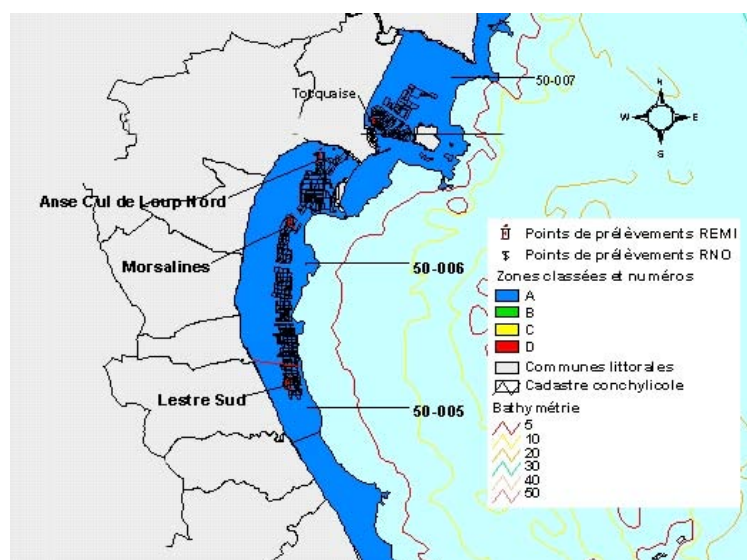 50-007
Torquaise
N
W E
S
Anse Cul de Loup Nord
Points de prélèvements REMI
Morsalines
Points de prélèvements RNO
50-006
Zones classées et numéros
A
B
C
D
Communes littorales
Cadastre conchylicole
Lestre Sud
50-005
Bathymétrie
5
10
20
30
40
50